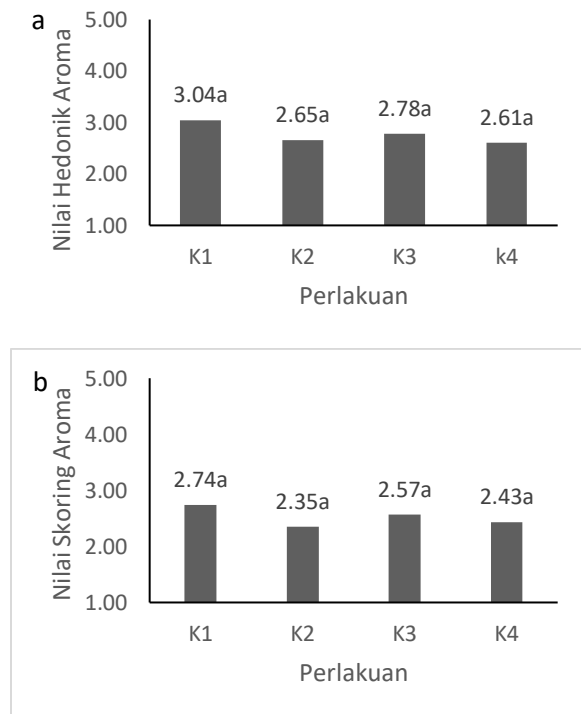 a
Nilai Hedonik Aroma
5.00
4.00
3.00
2.00
1.00
3.04a
2.65a
2.78a
2.61a
K1
K2
K3
k4
Perlakuan
b
Nilai Skoring Aroma
5.00
4.00
3.00
2.00
1.00
2.74a
2.35a
2.57a
2.43a
K1
K2
K3
K4
Perlakuan